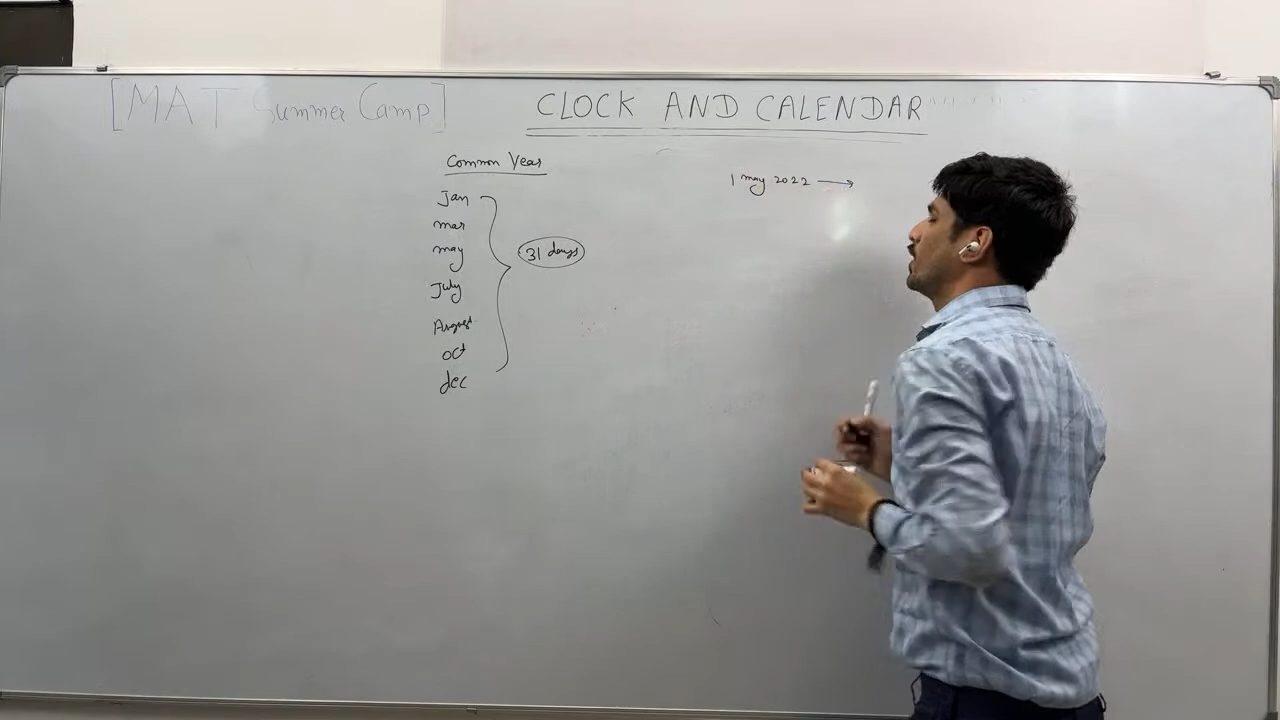 [MAT Summer Camp]
CLOCK AND CALENDAR
Common Year
Jan
mar
may
July
August
oct
dec
31 days
1 may 2022 →